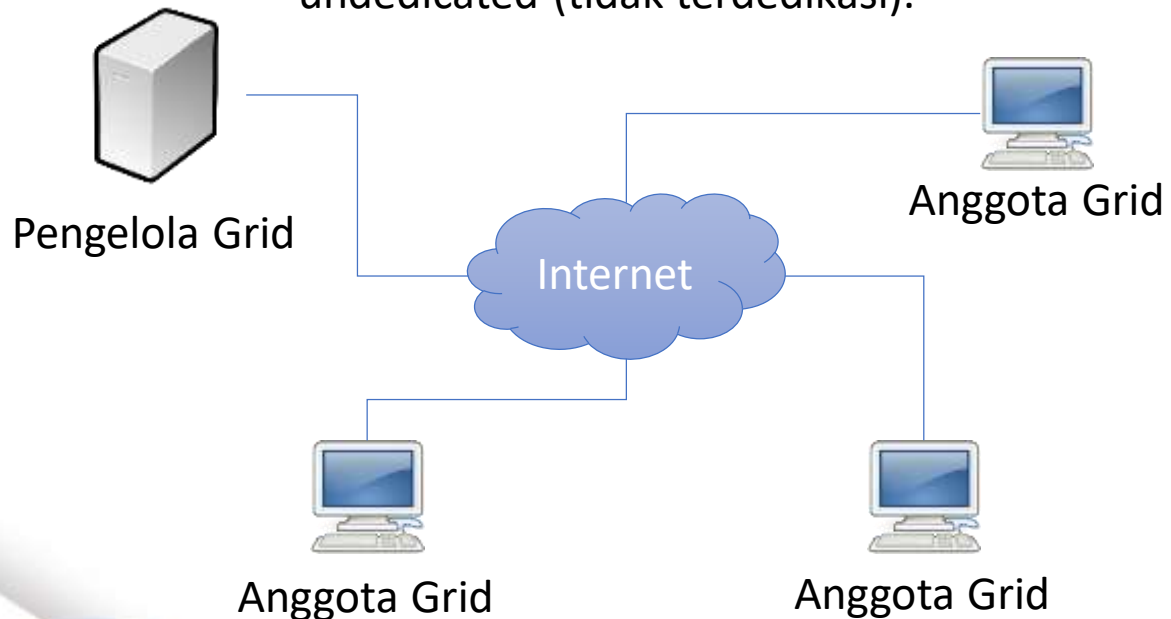 undedicated (tidak terdedikasi).
Anggota Grid
Pengelola Grid
Internet
Anggota Grid
Anggota Grid